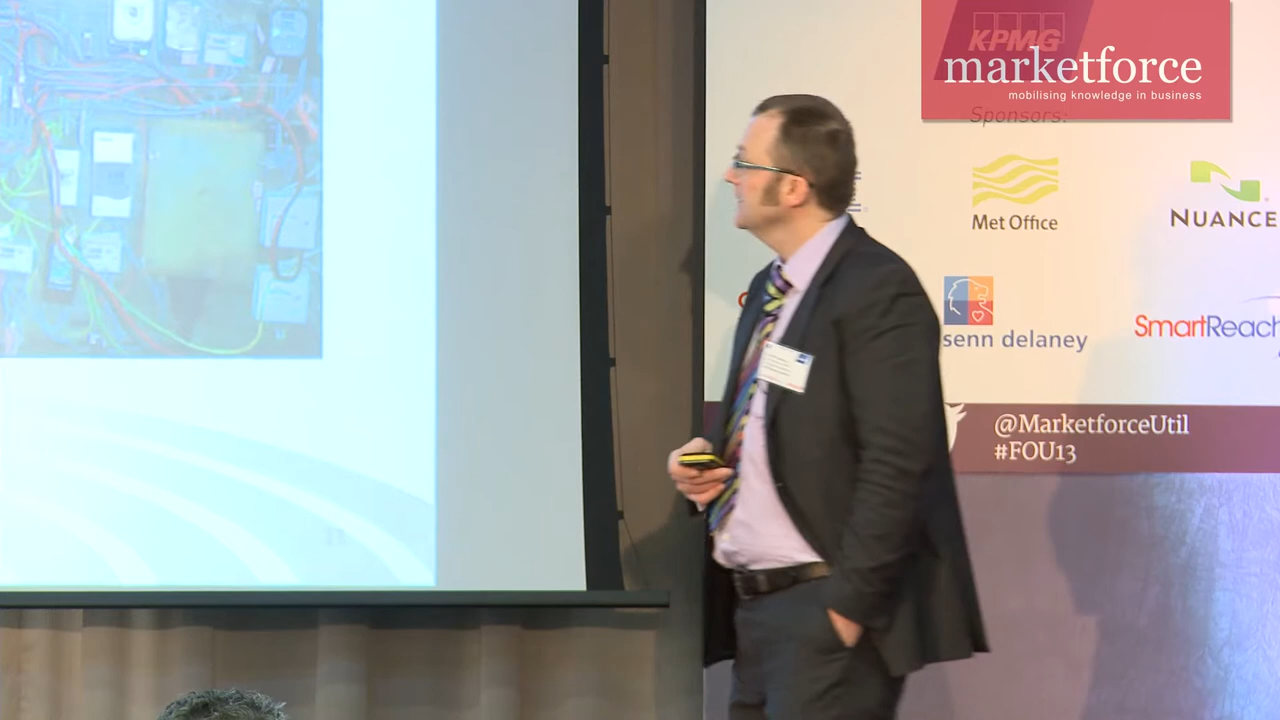 KPMG
marketforce
mobilising knowledge in business
Sponsors:
Met Office
NUANCE
senn delaney
SmartReach
@MarketforceUtil
#FOU13